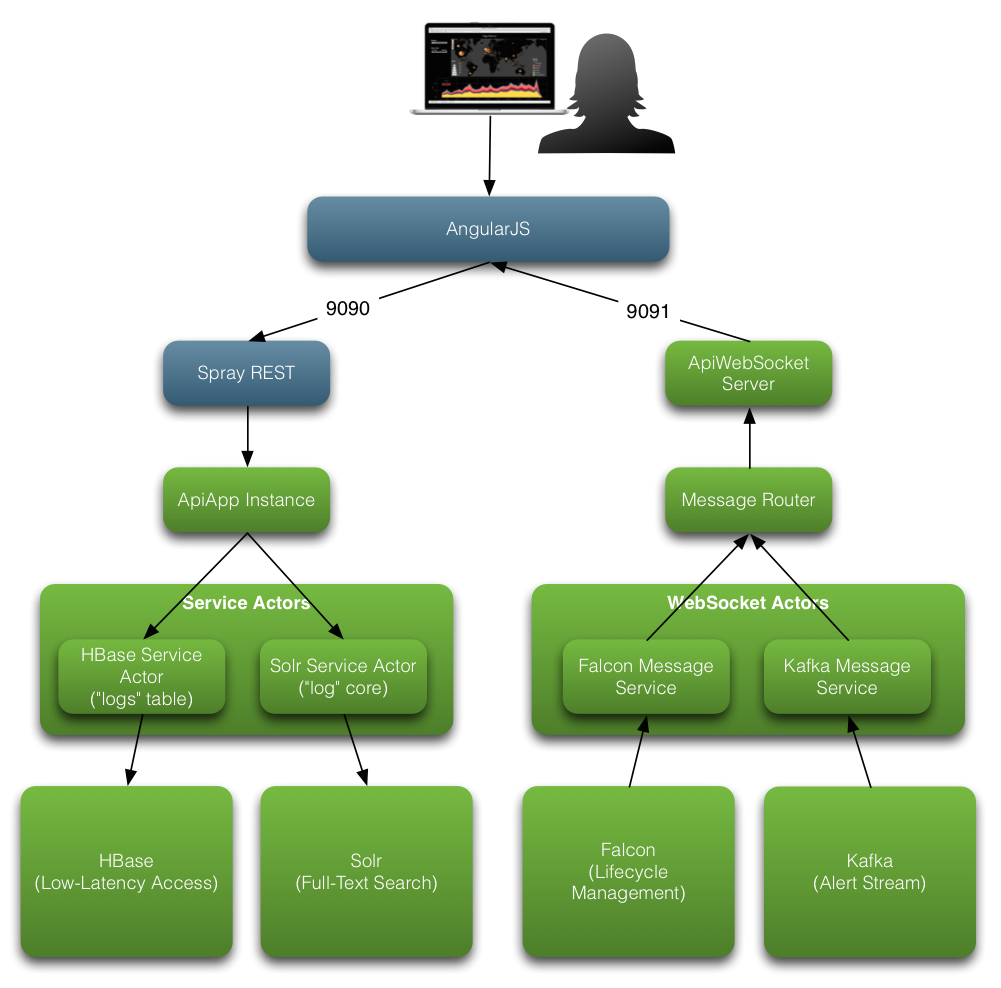 AngularJS
9090
9091
Spray REST
ApiWebSocket
Server
ApiApp Instance
Message Router
Service Actors
WebSocket Actors
HBase Service
Actor
("logs" table)
Solr Service Actor
("log" core)
Falcon Message
Service
Kafka Message
Service
HBase
(Low-Latency Access)
Solr
(Full-Text Search)
Falcon
(Lifecycle
Management)
Kafka
(Alert Stream)